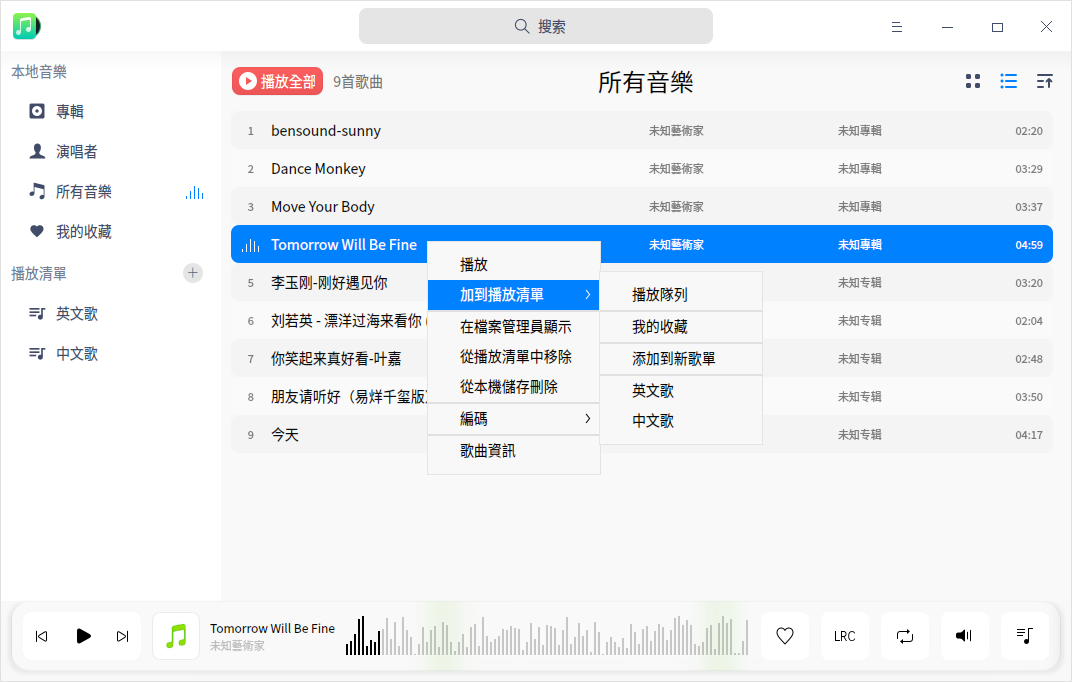 搜索
本地音樂
專輯
演唱者
所有音樂
我的收藏
播放清單
英文歌
中文歌
播放全部 9首歌曲 所有音樂
1 bensound-sunny 未知藝術家 未知專輯 02:20
2 Dance Monkey 未知藝術家 未知專輯 03:29
3 Move Your Body 未知藝術家 未知專輯 03:37
Tomorrow Will Be Fine 未知藝術家 未知專輯 04:59
5 李玉刚-刚好遇见你 未知专辑 03:20
6 刘若英 - 漂洋过海来看你 ( 未知专辑 02:04
7 你笑起来真好看-叶嘉 未知专辑 02:48
8 朋友请听好（易烊千玺版 未知专辑 03:50
9 今天 未知专辑 04:17
播放
加到播放清單
在檔案管理員顯示
從播放清單中移除
從本機儲存刪除
編碼
歌曲資訊
播放隊列
我的收藏
添加到新歌單
英文歌
中文歌
Tomorrow Will Be Fine
未知藝術家
LRC